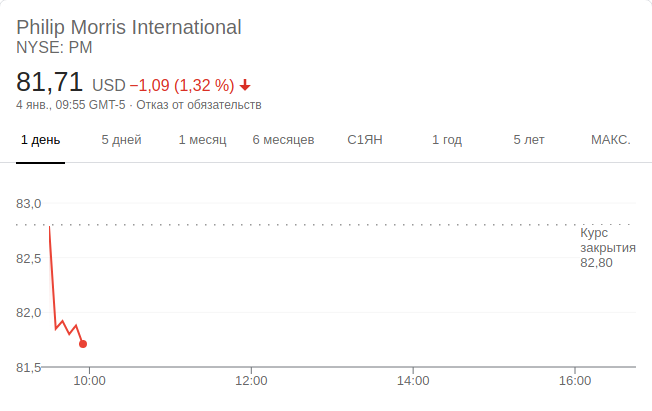 Philip Morris International
NYSE: PM
81,71 USD −1,09 (1,32 %)
4 янв., 09:55 GMT-5 · Отказ от обязательств
1 день 5 дней 1 месяц 6 месяцев С1ЯН 1 год 5 лет МАКС.
83,0
Курс
закрытия
82,80
82,5
82,0
81,5
10:00 12:00 14:00 16:00